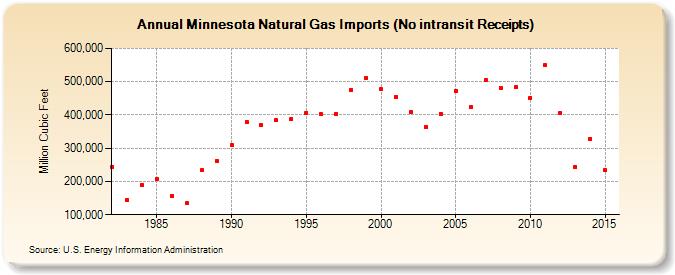 Annual Minnesota Natural Gas Imports (No intransit Receipts)
Million Cubic Feet
600,000
500,000
400,000
300,000
200,000
100,000
1985 1990 1995 2000 2005 2010 2015
Source: U.S. Energy Information Administration